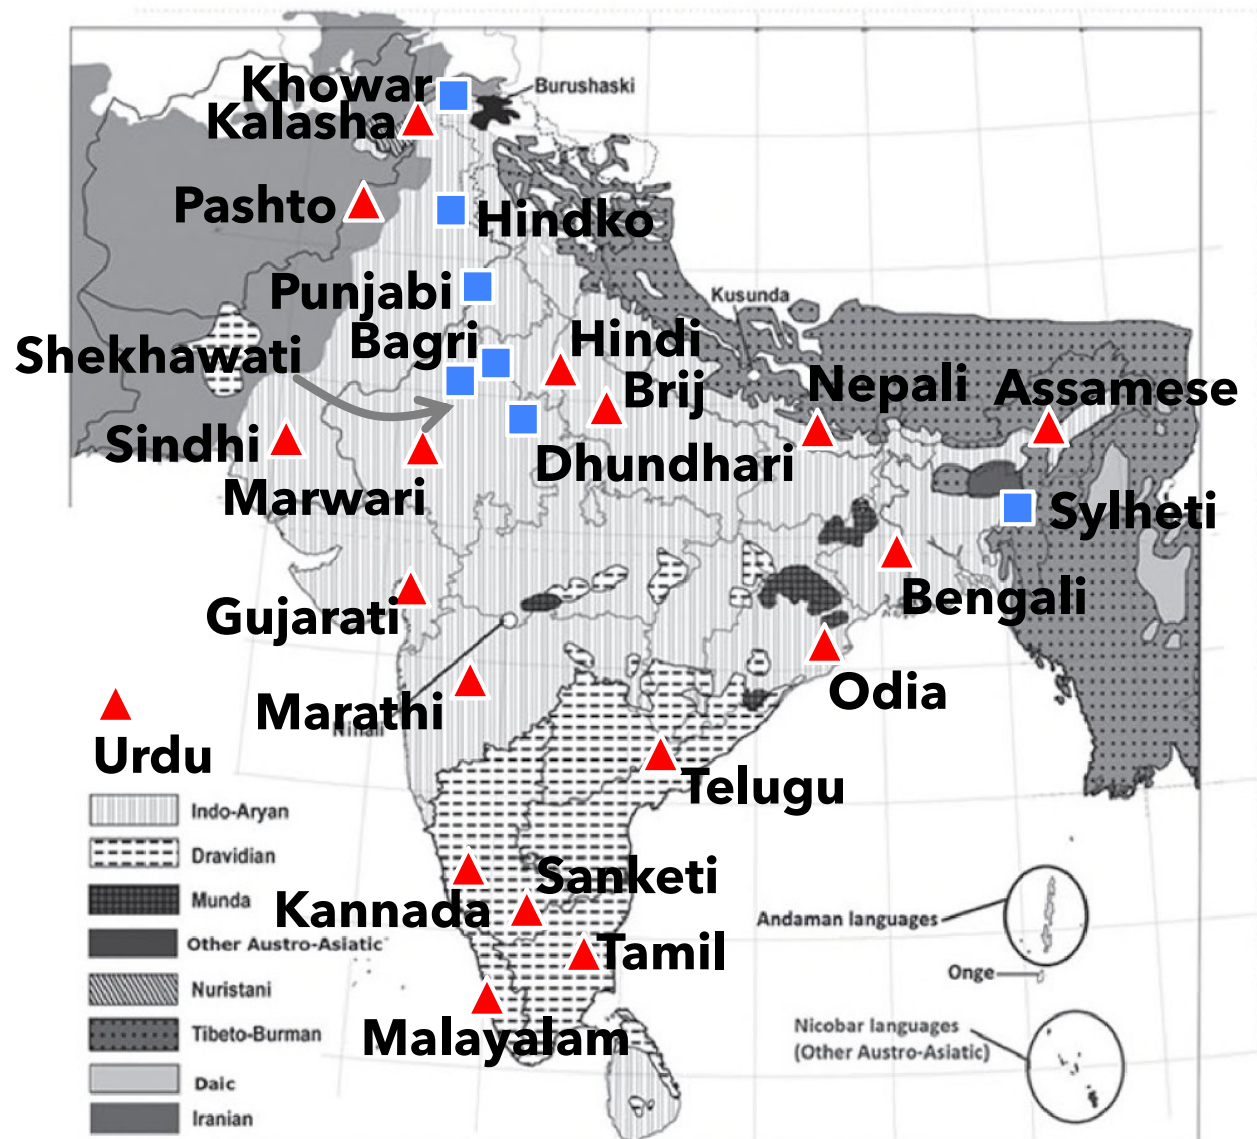 Khowar
Burushaski
Kalasha
Pashto
Hindko
Punjabi
Kusunda
Bagri
Hindi
Shekhawati
Brij
Nepali
Assamese
Sindhi
Dhundhari
Marwari
Sylheti
Bengali
Gujarati
Odia
Marathi
Nihali
Urdu
Telugu
Indo-Aryan
Dravidian
Sanketi
Munda
Kannada
Andaman languages
Other Austro-Asiatic
Tamil
Onge
Nuristani
Malayalam
Tibeto-Burman
Nicobar languages
(Other Austro-Asiatic)
Daic
Iranian